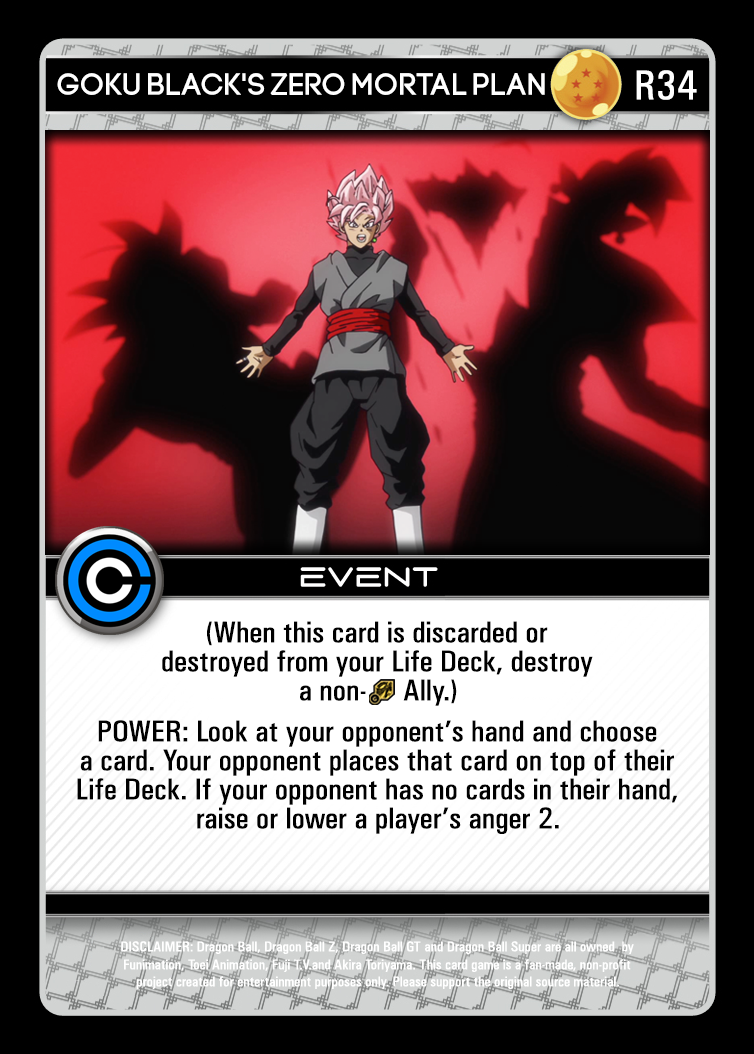 GOKU BLACK'S ZERO MORTAL PLAN R34
EVENT
(When this card is discarded or
destroyed from your Life Deck, destroy
a non- Ally.)
POWER: Look at your opponent's hand and choose
a card. Your opponent places that card on top of their
Life Deck. If your opponent has no cards in their hand,
raise or lower a player's anger 2.
DISCLAIMER: Dragon Ball, Dragon Ball Z, Dragon Ball GT and Dragon Ball Super are all owned by
Funimation, Toei Animation, Fuji T.V.and Akira Toriyama. This card game is a fan-made, non-profit
project created for entertainment purposes only. Please support the original source material.